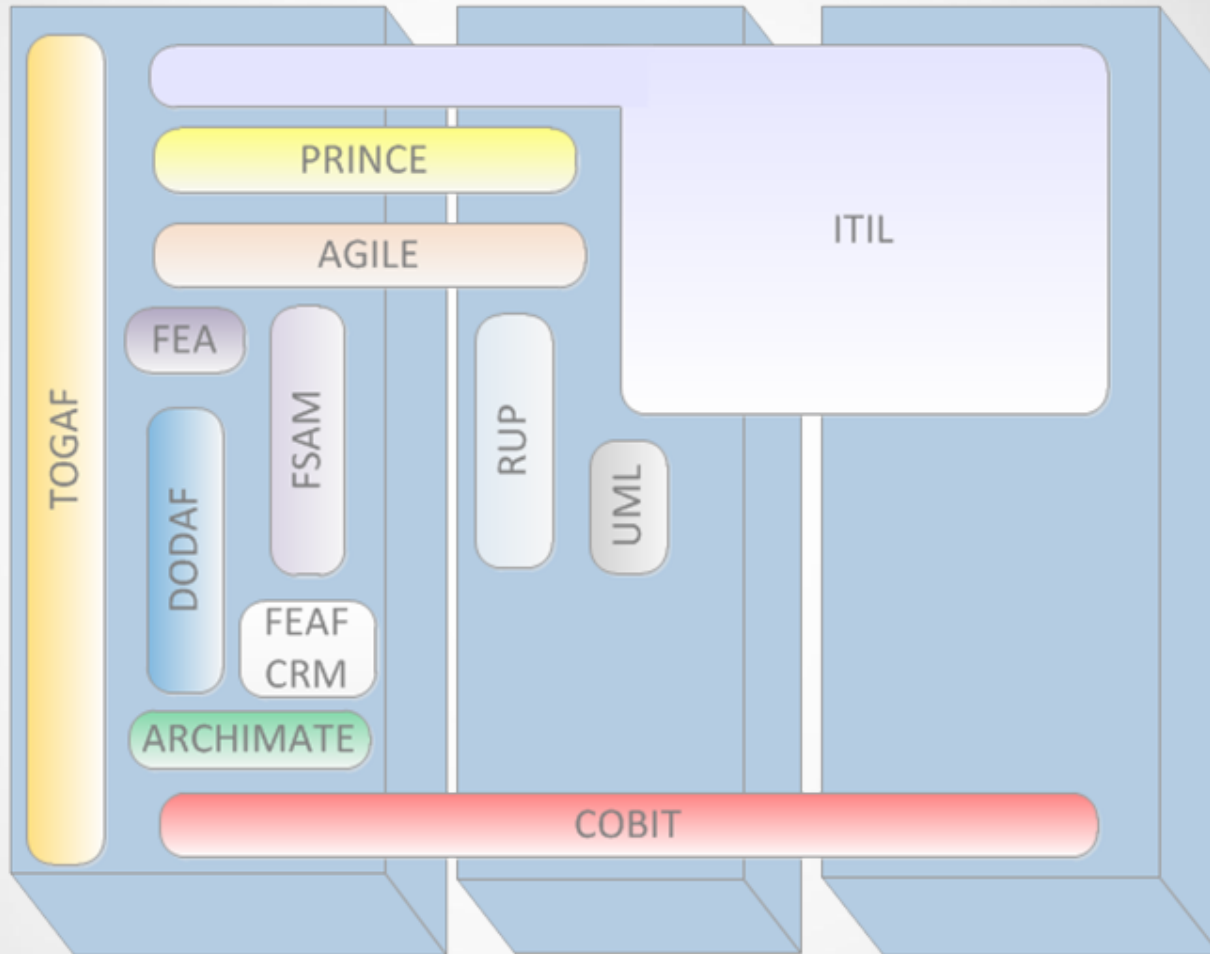 PRINCE
ITIL
AGILE
FEA
TOGAF
FSAM
RUP
UML
DODAF
FEAF
CRM
ARCHIMATE
COBIT